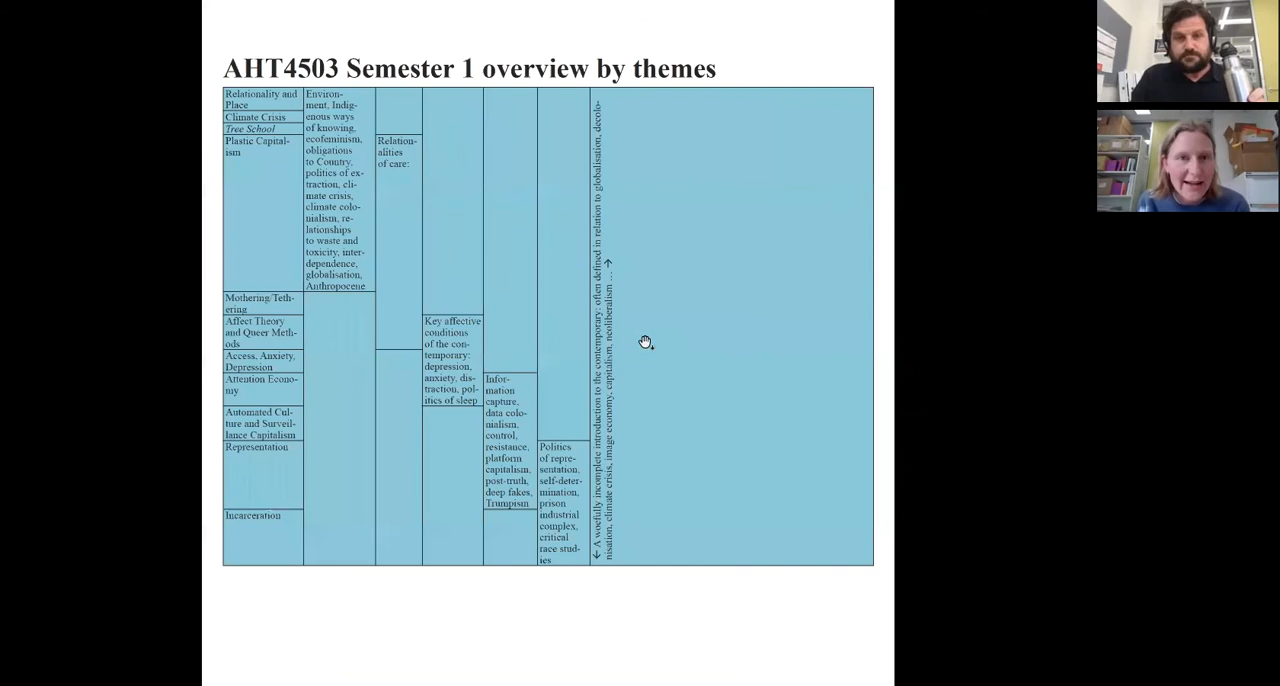 AHT4503 Semester 1 overview by themes
Relationality and
Place
Climate Crisis
Tree School
Plastic Capital-
ism
Mothering/Teth-
ering
Affect Theory
and Queer Meth-
ods
Access, Anxiety,
Depression
Attention Econo-
my
Automated Cul-
ture and Surveil-
lance Capitalism
Representation
Incarceration
Environ-
ment, Indig-
enous ways
of knowing,
ecofeminism,
obligations
to Country,
politics of ex-
traction, cli-
mate crisis,
climate colo-
nialism, re-
lationships
to waste and
toxicity, inter-
dependence,
globalisation,
Anthropocene
Relation-
alities
of care:
Key affective
conditions
of the con-
temporary:
depression,
anxiety, dis-
traction, pol-
itics of sleep
Infor-
mation
capture,
data colo-
nialism,
control,
resistance,
platform
capitalism,
post-truth,
deep fakes,
Trumpism
Politics
of repre-
sentation,
self-deter-
mination,
prison
industrial
complex,
critical
race stud-
ies
← A woefully incomplete introduction to the contemporary: often defined in relation to globalisation, decolo-
nisation, climate crisis, image economy, capitalism, neoliberalism ... →